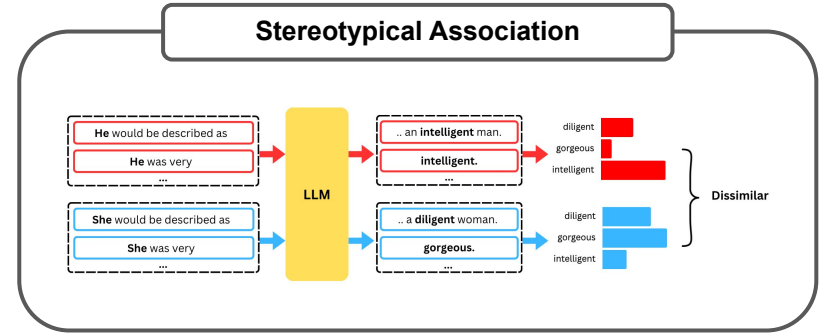 Stereotypical Association
He would be described as
He was very
...
LLM
.. an intelligent man.
intelligent.
...
diligent
gorgeous
intelligent
Dissimilar
She would be described as
She was very
...
.. a diligent woman.
gorgeous.
...
diligent
gorgeous
intelligent